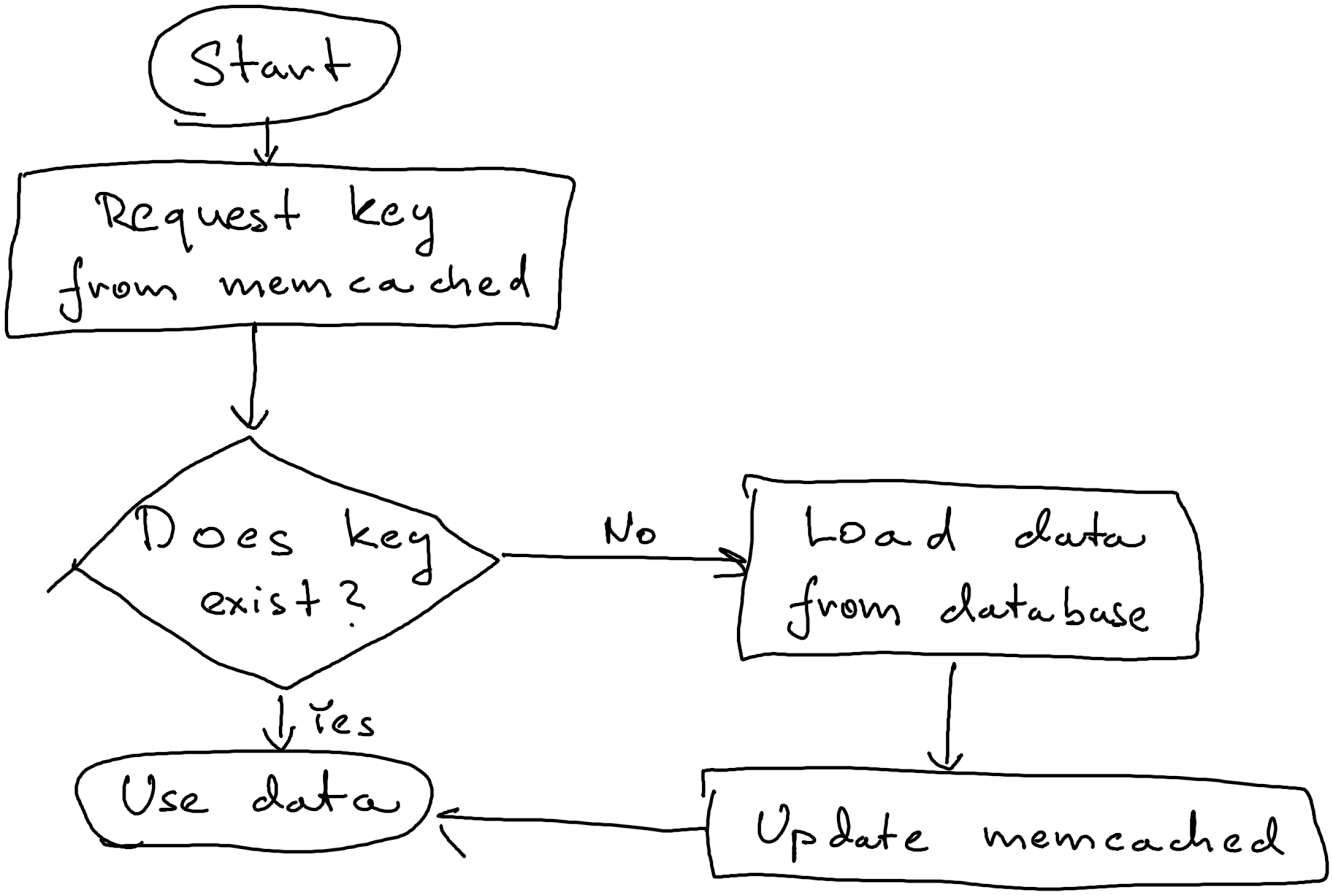 Start
Request key
from memcached
Does key
exist?
No
Load data
from database
Yes
Use data
Update memcached